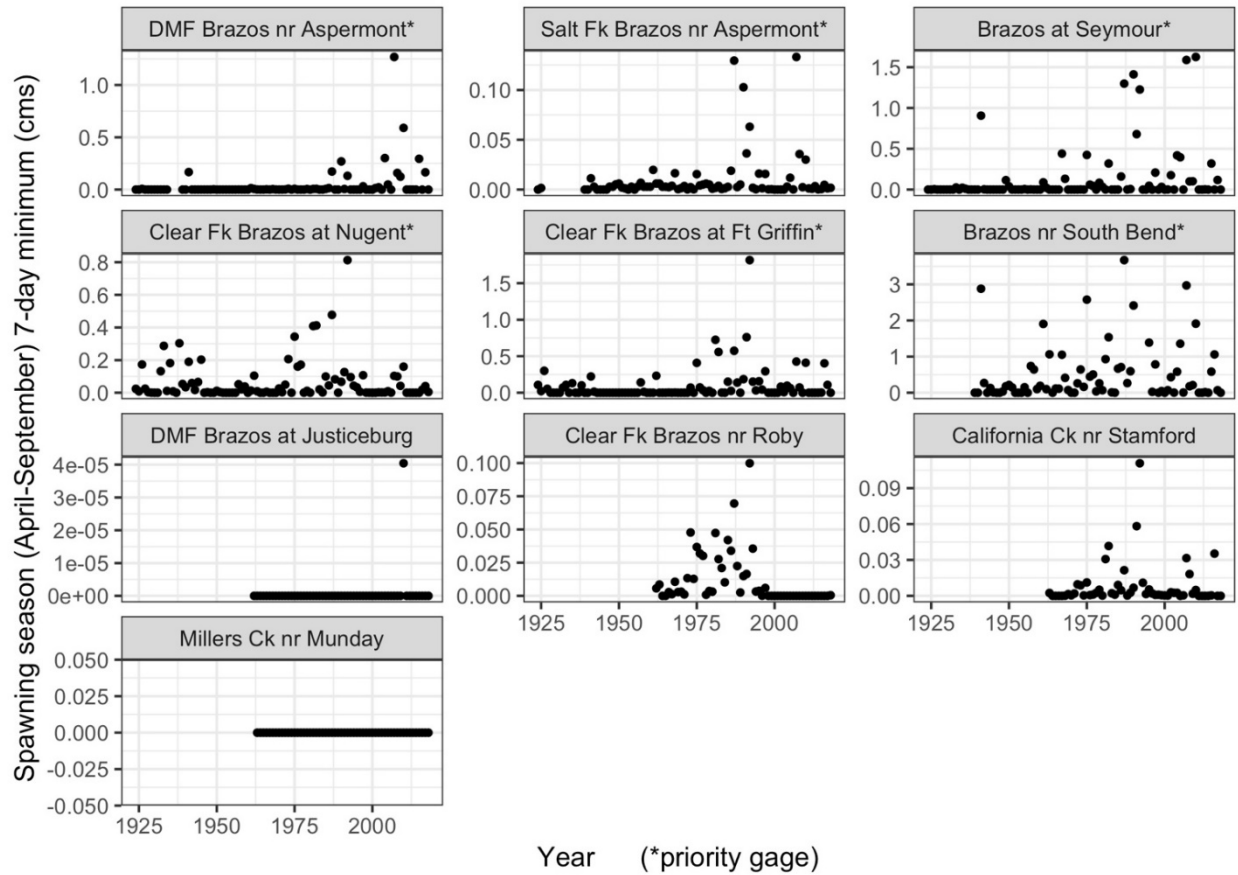 DMF Brazos nr Aspermont*
Salt Fk Brazos nr Aspermont*
Brazos at Seymour*
1.0
0.5
0.0
0.10
0.05
0.00
1.5
1.0
0.5
0.0
Clear Fk Brazos at Nugent*
Clear Fk Brazos at Ft Griffin*
Brazos nr South Bend*
0.8
0.6
0.4
0.2
0.0
1.5
1.0
0.5
0.0
3
2
1
0
DMF Brazos at Justiceburg
Clear Fk Brazos nr Roby
California Ck nr Stamford
4e-05
3e-05
2e-05
1e-05
0e+00
0.100
0.075
0.050
0.025
0.000
0.09
0.06
0.03
0.00
1925 1950 1975 2000
1925 1950 1975 2000
Millers Ck nr Munday
0.050
0.025
0.000
-0.025
-0.050
1925 1950 1975 2000
Spawning season (April-September) 7-day minimum (cms)
Year (*priority gage)